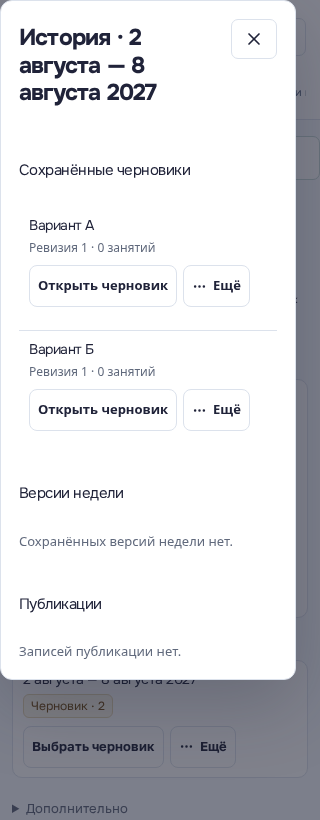 История · 2
августа — 8
августа 2027
Сохранённые черновики
Вариант А
Ревизия 1 · 0 занятий
Открыть черновик
··· Ещё
Вариант Б
Ревизия 1 · 0 занятий
Открыть черновик
··· Ещё
Версии недели
Сохранённых версий недели нет.
Публикации
Записей публикации нет.
2 августа — 8 августа 2027
Черновик · 2
Выбрать черновик
··· Ещё
Дополнительно